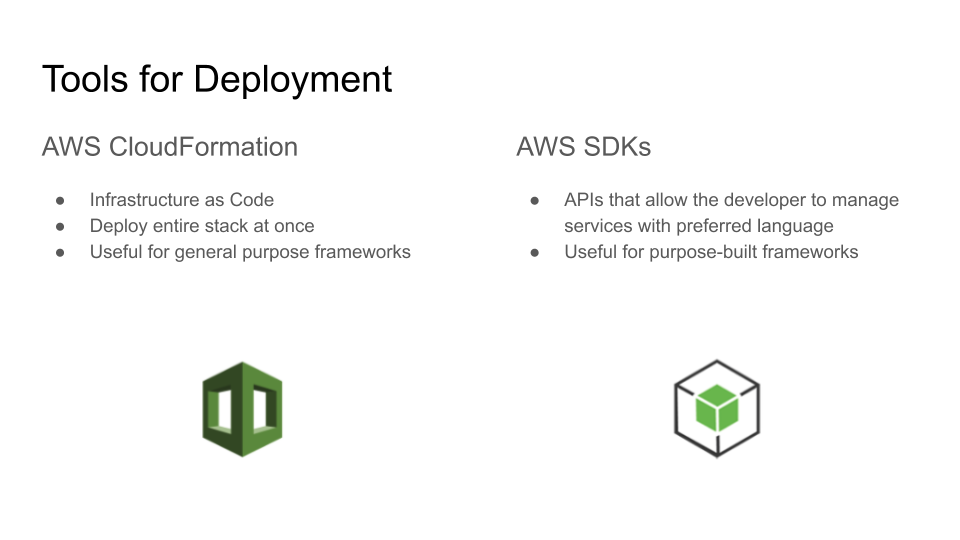 Tools for Deployment
AWS CloudFormation
● Infrastructure as Code
● Deploy entire stack at once
● Useful for general purpose frameworks
AWS SDKs
● APIs that allow the developer to manage
services with preferred language
● Useful for purpose-built frameworks